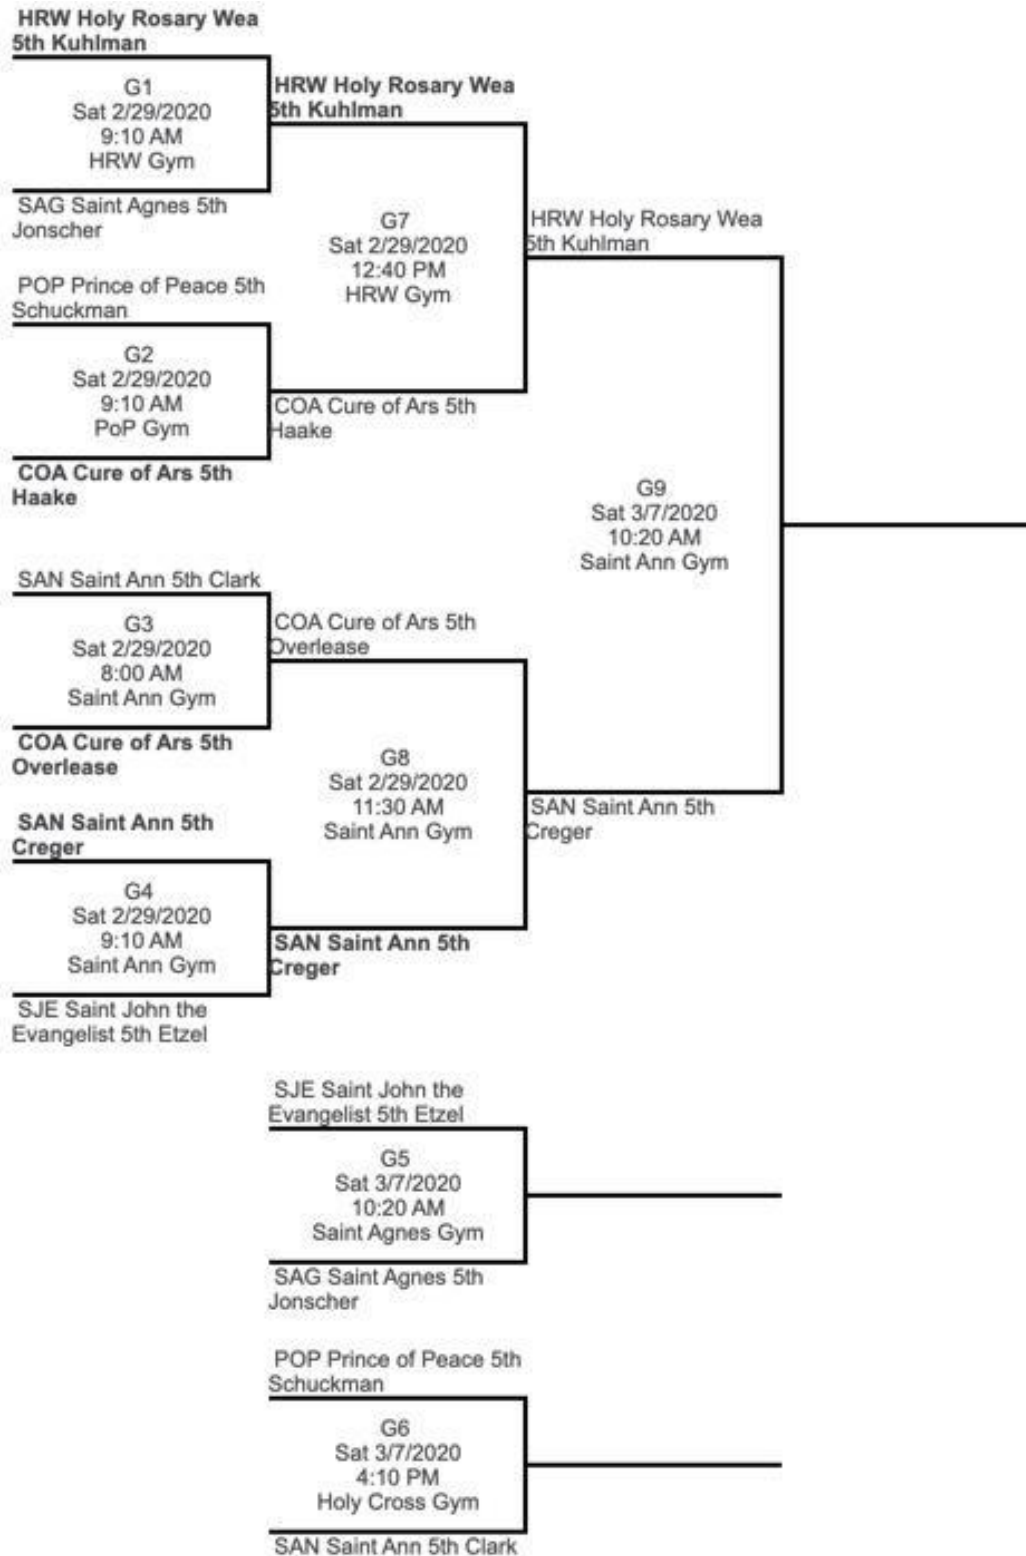 HRW Holy Rosary Wea
5th Kuhlman
G1
Sat 2/29/2020
9:10 AM
HRW Gym
SAG Saint Agnes 5th
Jonscher
POP Prince of Peace 5th
Schuckman
G2
Sat 2/29/2020
9:10 AM
PoP Gym
COA Cure of Ars 5th
Haake
SAN Saint Ann 5th Clark
G3
Sat 2/29/2020
8:00 AM
Saint Ann Gym
COA Cure of Ars 5th
Overlease
SAN Saint Ann 5th
Creger
G4
Sat 2/29/2020
9:10 AM
Saint Ann Gym
SJE Saint John the
Evangelist 5th Etzel
HRW Holy Rosary Wea
5th Kuhlman
G7
Sat 2/29/2020
12:40 PM
HRW Gym
COA Cure of Ars 5th
Haake
COA Cure of Ars 5th
Overlease
G8
Sat 2/29/2020
11:30 AM
Saint Ann Gym
SAN Saint Ann 5th
Creger
HRW Holy Rosary Wea
5th Kuhlman
G9
Sat 3/7/2020
10:20 AM
Saint Ann Gym
SAN Saint Ann 5th
Creger
SJE Saint John the
Evangelist 5th Etzel
G5
Sat 3/7/2020
10:20 AM
Saint Agnes Gym
SAG Saint Agnes 5th
Jonscher
POP Prince of Peace 5th
Schuckman
G6
Sat 3/7/2020
4:10 PM
Holy Cross Gym
SAN Saint Ann 5th Clark